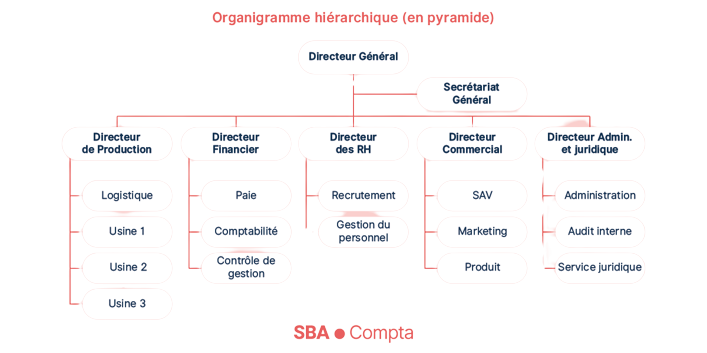 Organigramme hiérarchique (en pyramide)
Directeur Général
Secrétariat
Général
Directeur
de Production
Directeur
Financier
Directeur
des RH
Directeur
Commercial
Directeur Admin.
et juridique
Logistique
Paie
Recrutement
SAV
Administration
Usine 1
Comptabilité
Gestion du
personnel
Marketing
Audit interne
Usine 2
Contrôle de
gestion
Produit
Service juridique
Usine 3
SBA Compta